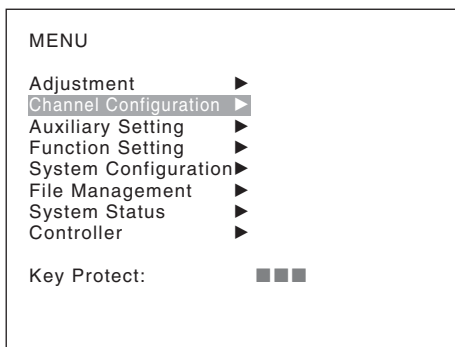 MENU
Adjustment ►
Channel Configuration ►
Auxiliary Setting ►
Function Setting ►
System Configuration►
File Management ►
System Status ►
Controller ►
Key Protect: ■■■